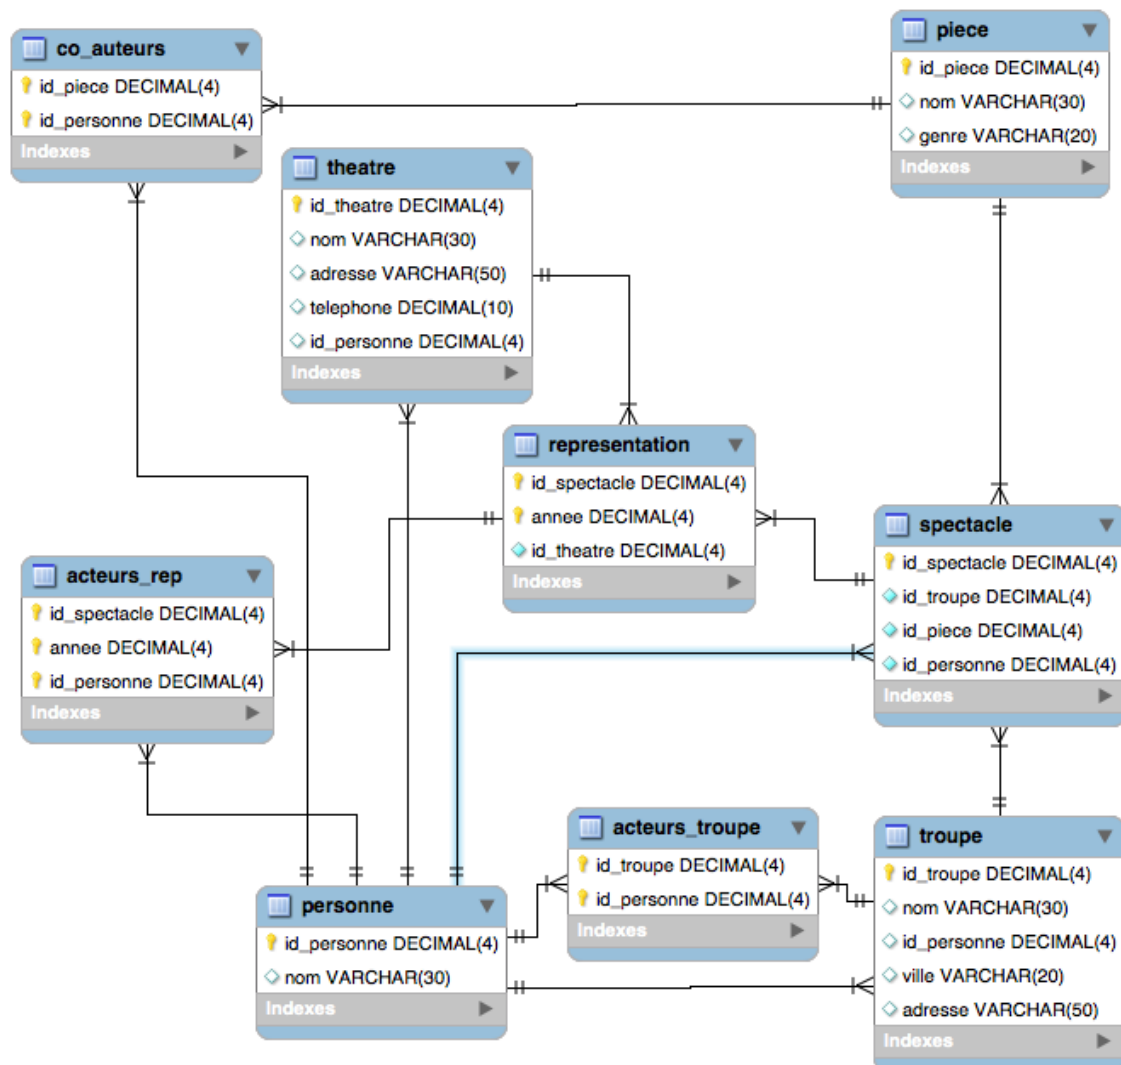 co_auteurs
id_piece DECIMAL(4)
id_personne DECIMAL(4)
Indexes
piece
id_piece DECIMAL(4)
nom VARCHAR(30)
genre VARCHAR(20)
Indexes
theatre
id_theatre DECIMAL(4)
nom VARCHAR(30)
adresse VARCHAR(50)
telephone DECIMAL(10)
id_personne DECIMAL(4)
Indexes
representation
id_spectacle DECIMAL(4)
annee DECIMAL(4)
id_theatre DECIMAL(4)
Indexes
spectacle
id_spectacle DECIMAL(4)
id_troupe DECIMAL(4)
id_piece DECIMAL(4)
id_personne DECIMAL(4)
Indexes
acteurs_rep
id_spectacle DECIMAL(4)
annee DECIMAL(4)
id_personne DECIMAL(4)
Indexes
acteurs_troupe
id_troupe DECIMAL(4)
id_personne DECIMAL(4)
Indexes
troupe
id_troupe DECIMAL(4)
nom VARCHAR(30)
id_personne DECIMAL(4)
ville VARCHAR(20)
adresse VARCHAR(50)
Indexes
personne
id_personne DECIMAL(4)
nom VARCHAR(30)
Indexes